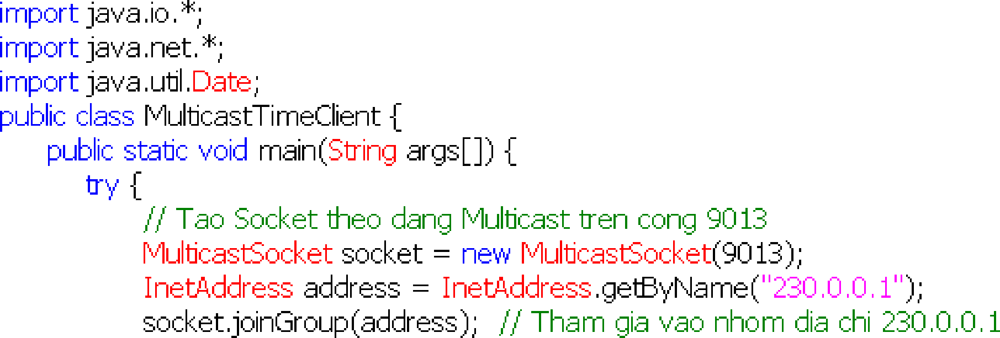 import java.io.*;
import java.net.*;
import java.util.Date;
public class MulticastTimeClient {
public static void main(String args[]) {
try {
// Tao Socket theo dang Multicast tren cong 9013
MulticastSocket socket = new MulticastSocket(9013);
InetAddress address = InetAddress.getByName("230.0.0.1");
socket.joinGroup(address);  // Tham gia vao nhom dia chi 230.0.0.1